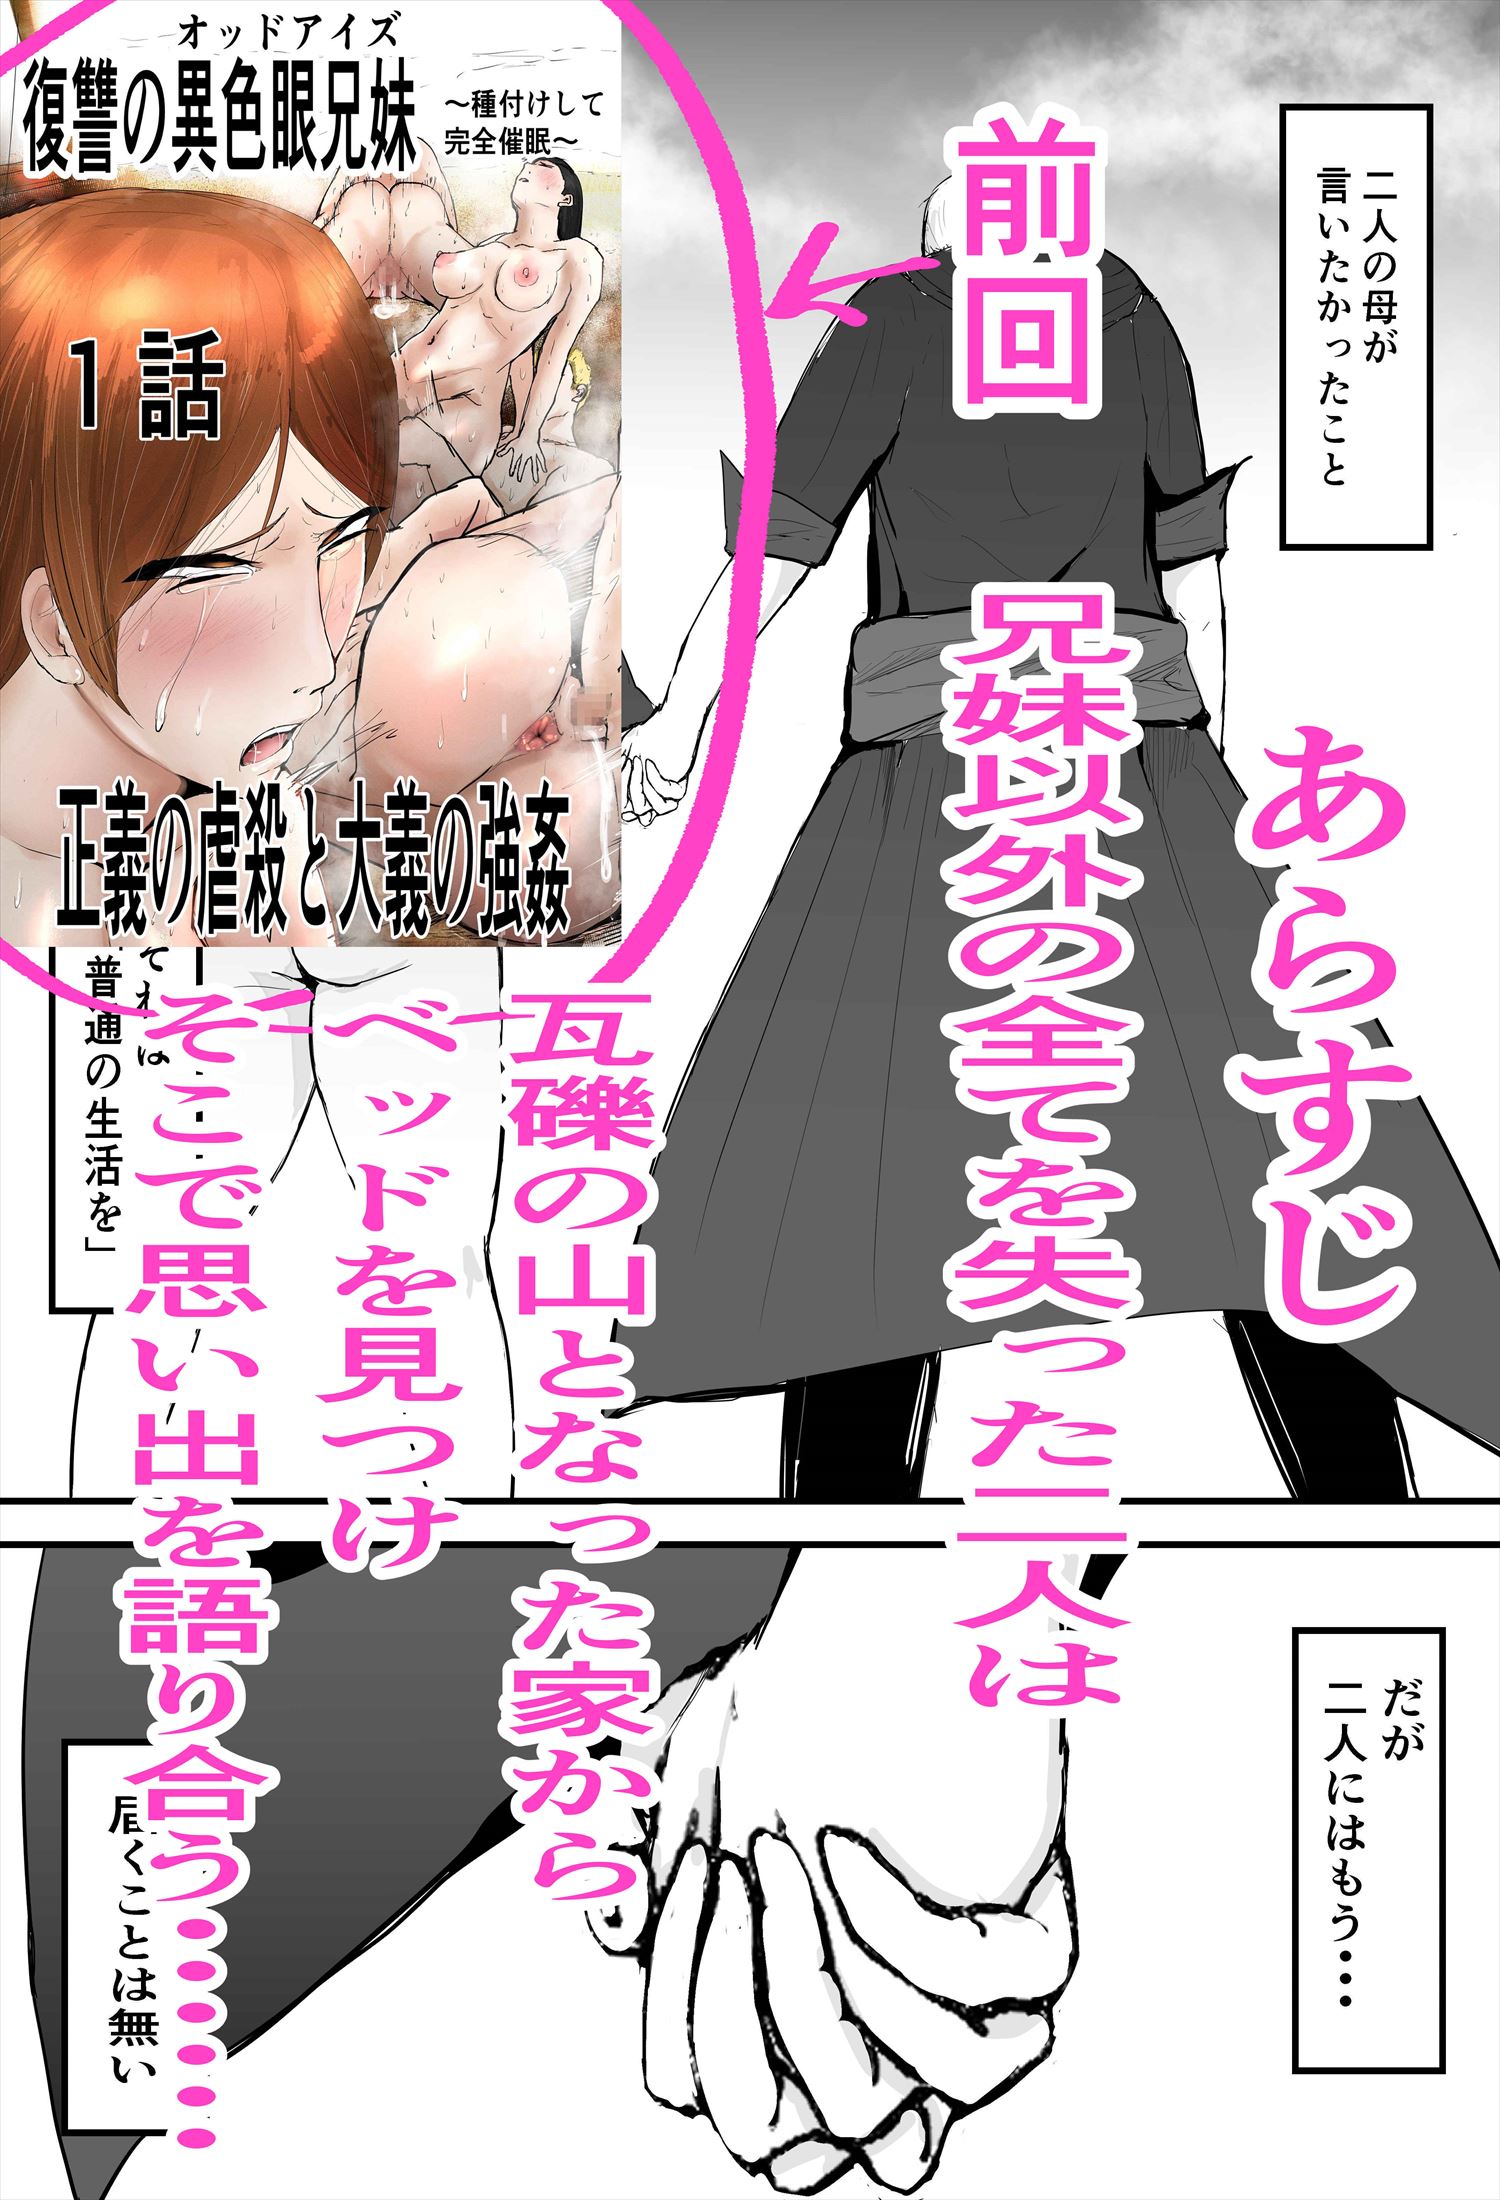 二人の母が
言いたかったこと
前回
あらすじ
兄妹以外の全てを失った二人は
瓦礫の山となった家から
ベッドを見つけ
そこで思い出を語り合う・・・・・・
オッドアイズ
復讐の異色眼兄妹
～種付けして
完全催眠～
1話
正義の虐殺と大義の強姦
それは
「普通の生活を」
だが
二人にはもう・・・
届くことは無い